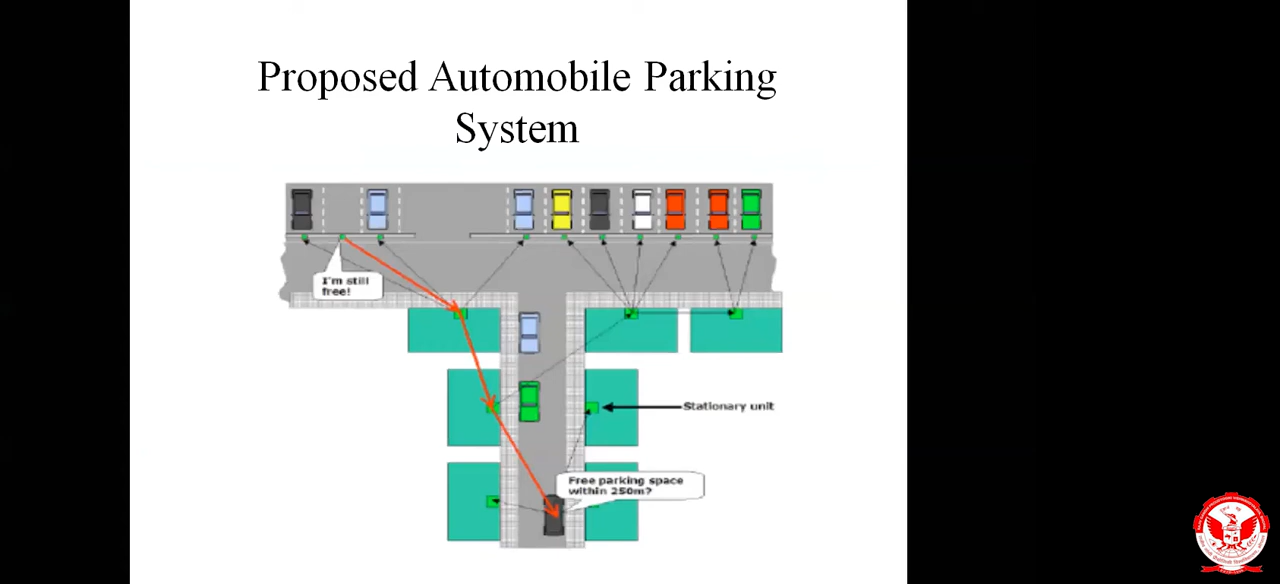 Proposed Automobile Parking
System
I'm still
free!
Stationary unit
Free parking space
within 250m?